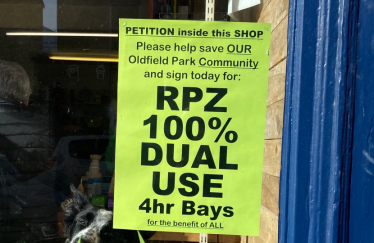 PETITION inside this SHOP
Please help save OUR
Oldfield Park Community
and sign today for:
RPZ
100%
DUAL
USE
4hr Bays
for the benefit of ALL